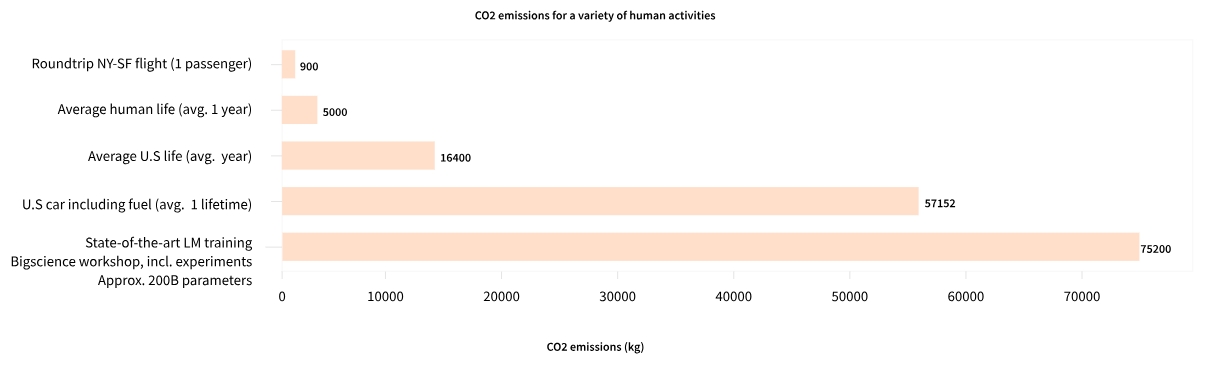 CO2 emissions for a variety of human activities
Roundtrip NY-SF flight (1 passenger)
900
Average human life (avg. 1 year)
5000
Average U.S life (avg.  year)
16400
U.S car including fuel (avg.  1 lifetime)
57152
State-of-the-art LM training
Bigscience workshop, incl. experiments
Approx. 200B parameters
75200
0 10000 20000 30000 40000 50000 60000 70000
CO2 emissions (kg)